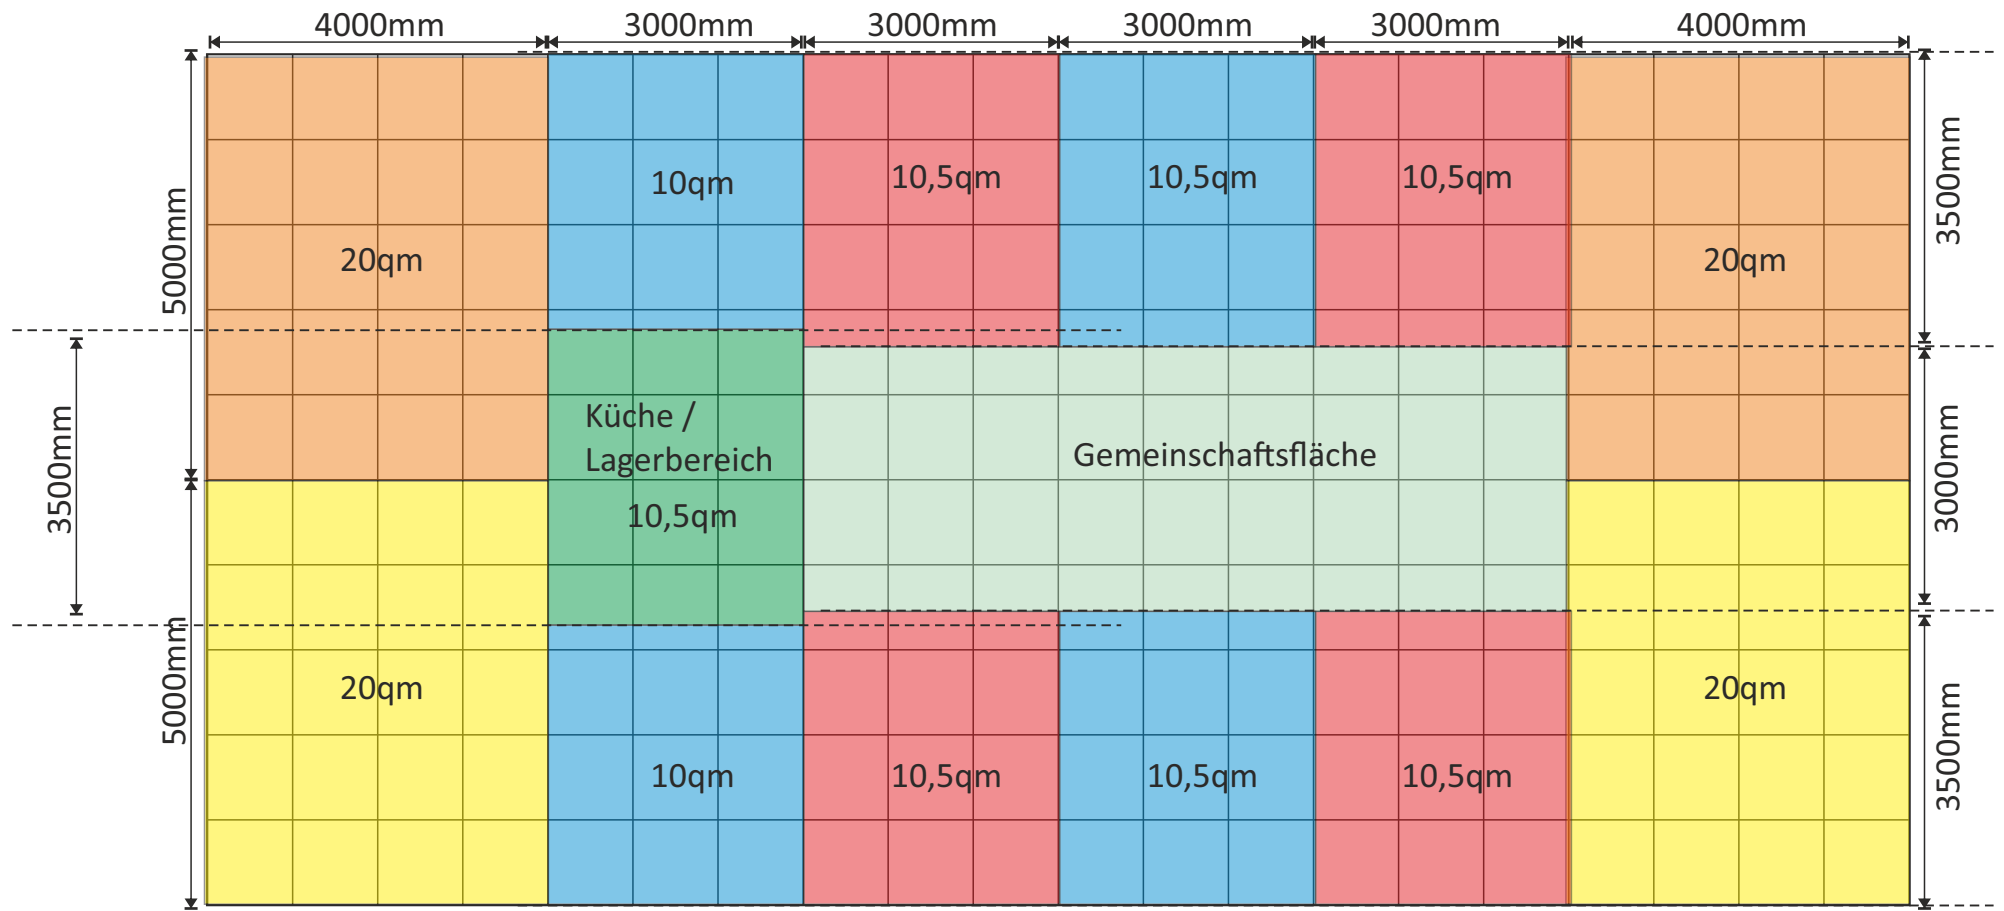 4000mm 3000mm 3000mm 3000mm 3000mm 4000mm
10qm 10,5qm 10,5qm 10,5qm
3500mm
5000mm
20qm 20qm
Küche /
Lagerbereich
Gemeinschaftsfläche
3500mm
3000mm
10,5qm
5000mm
20qm 20qm
3500mm
10qm 10,5qm 10,5qm 10,5qm